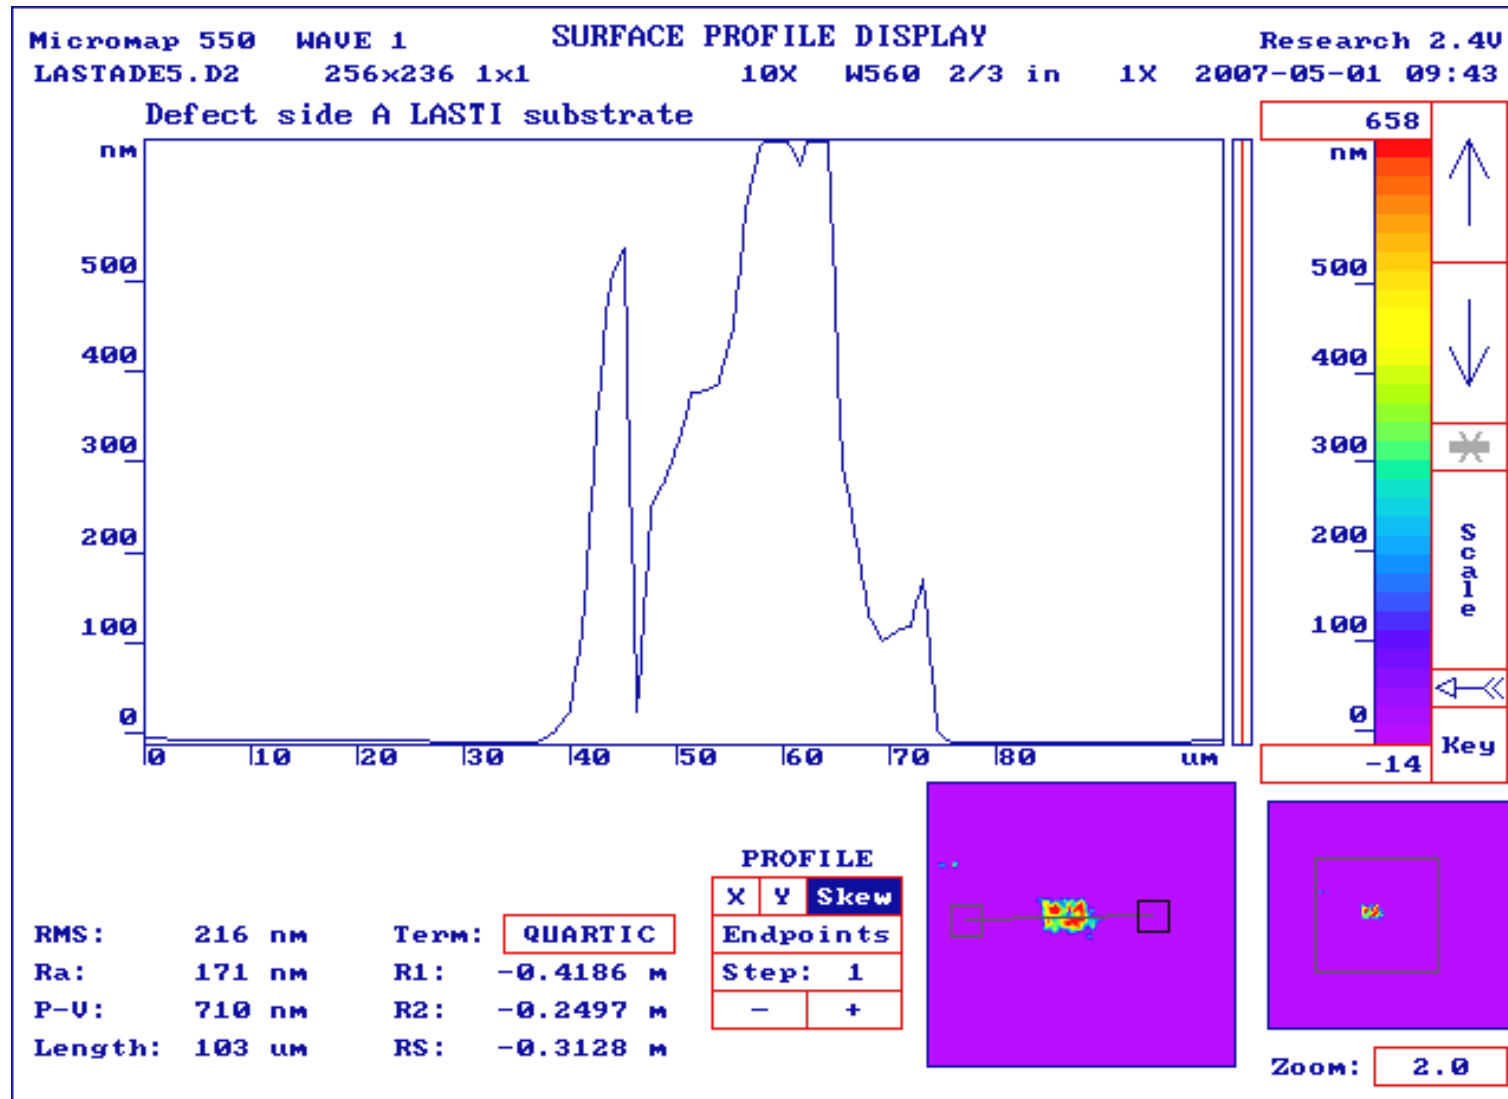 Micromap 550 WAVE 1 SURFACE PROFILE DISPLAY Research 2.4V
LASTADE5.D2 256x236 1x1 10X W560 2/3 in 1X 2007-05-01 09:43
Defect side A LASTI substrate
658
nm
nm
500
500
400
400
300
300
200
200
100
100
0
0
0 10 20 30 40 50 60 70 80 um
-14
Scale
Key
PROFILE
X Y Skew
RMS: 216 nm Term: QUARTIC Endpoints
Ra: 171 nm R1: -0.4186 m Step: 1
P-V: 710 nm R2: -0.2497 m - +
Length: 103 um RS: -0.3128 m
Zoom: 2.0